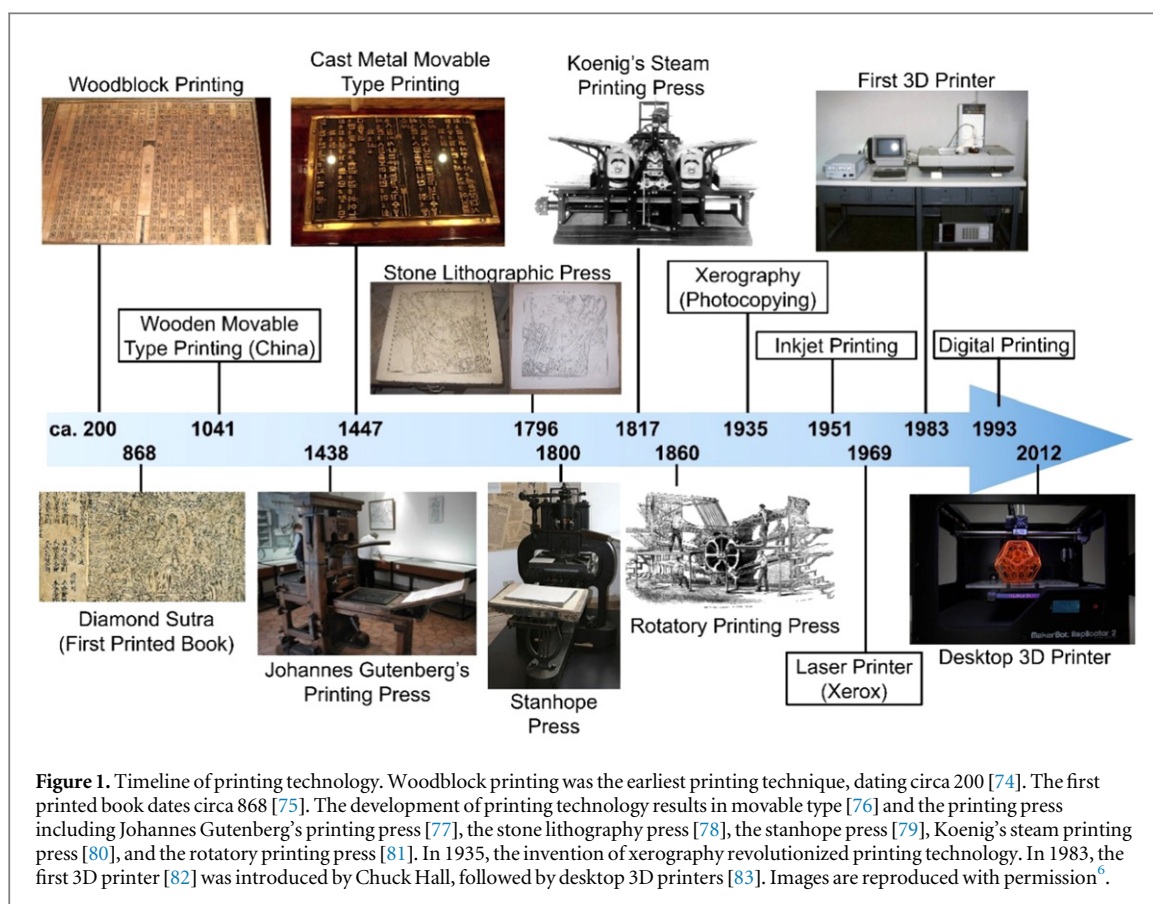 Woodblock Printing
Cast Metal Movable
Type Printing
Koenig's Steam
Printing Press
First 3D Printer
Stone Lithographic Press
Xerography
(Photocopying)
Wooden Movable
Type Printing (China)
Inkjet Printing
Digital Printing
ca. 200
1041
1447
1796
1817
1935
1951
1983
1993
868
1438
1800
1860
1969
2012
Diamond Sutra
(First Printed Book)
Johannes Gutenberg's
Printing Press
Stanhope
Press
Rotatory Printing Press
Laser Printer
(Xerox)
MakerBot Replicator 2
Desktop 3D Printer
Figure 1. Timeline of printing technology. Woodblock printing was the earliest printing technique, dating circa 200 [74]. The first
printed book dates circa 868 [75]. The development of printing technology results in movable type [76] and the printing press
including Johannes Gutenberg's printing press [77], the stone lithography press [78], the stanhope press [79], Koenig's steam printing
press [80], and the rotatory printing press [81]. In 1935, the invention of xerography revolutionized printing technology. In 1983, the
first 3D printer [82] was introduced by Chuck Hall, followed by desktop 3D printers [83]. Images are reproduced with permission⁶.